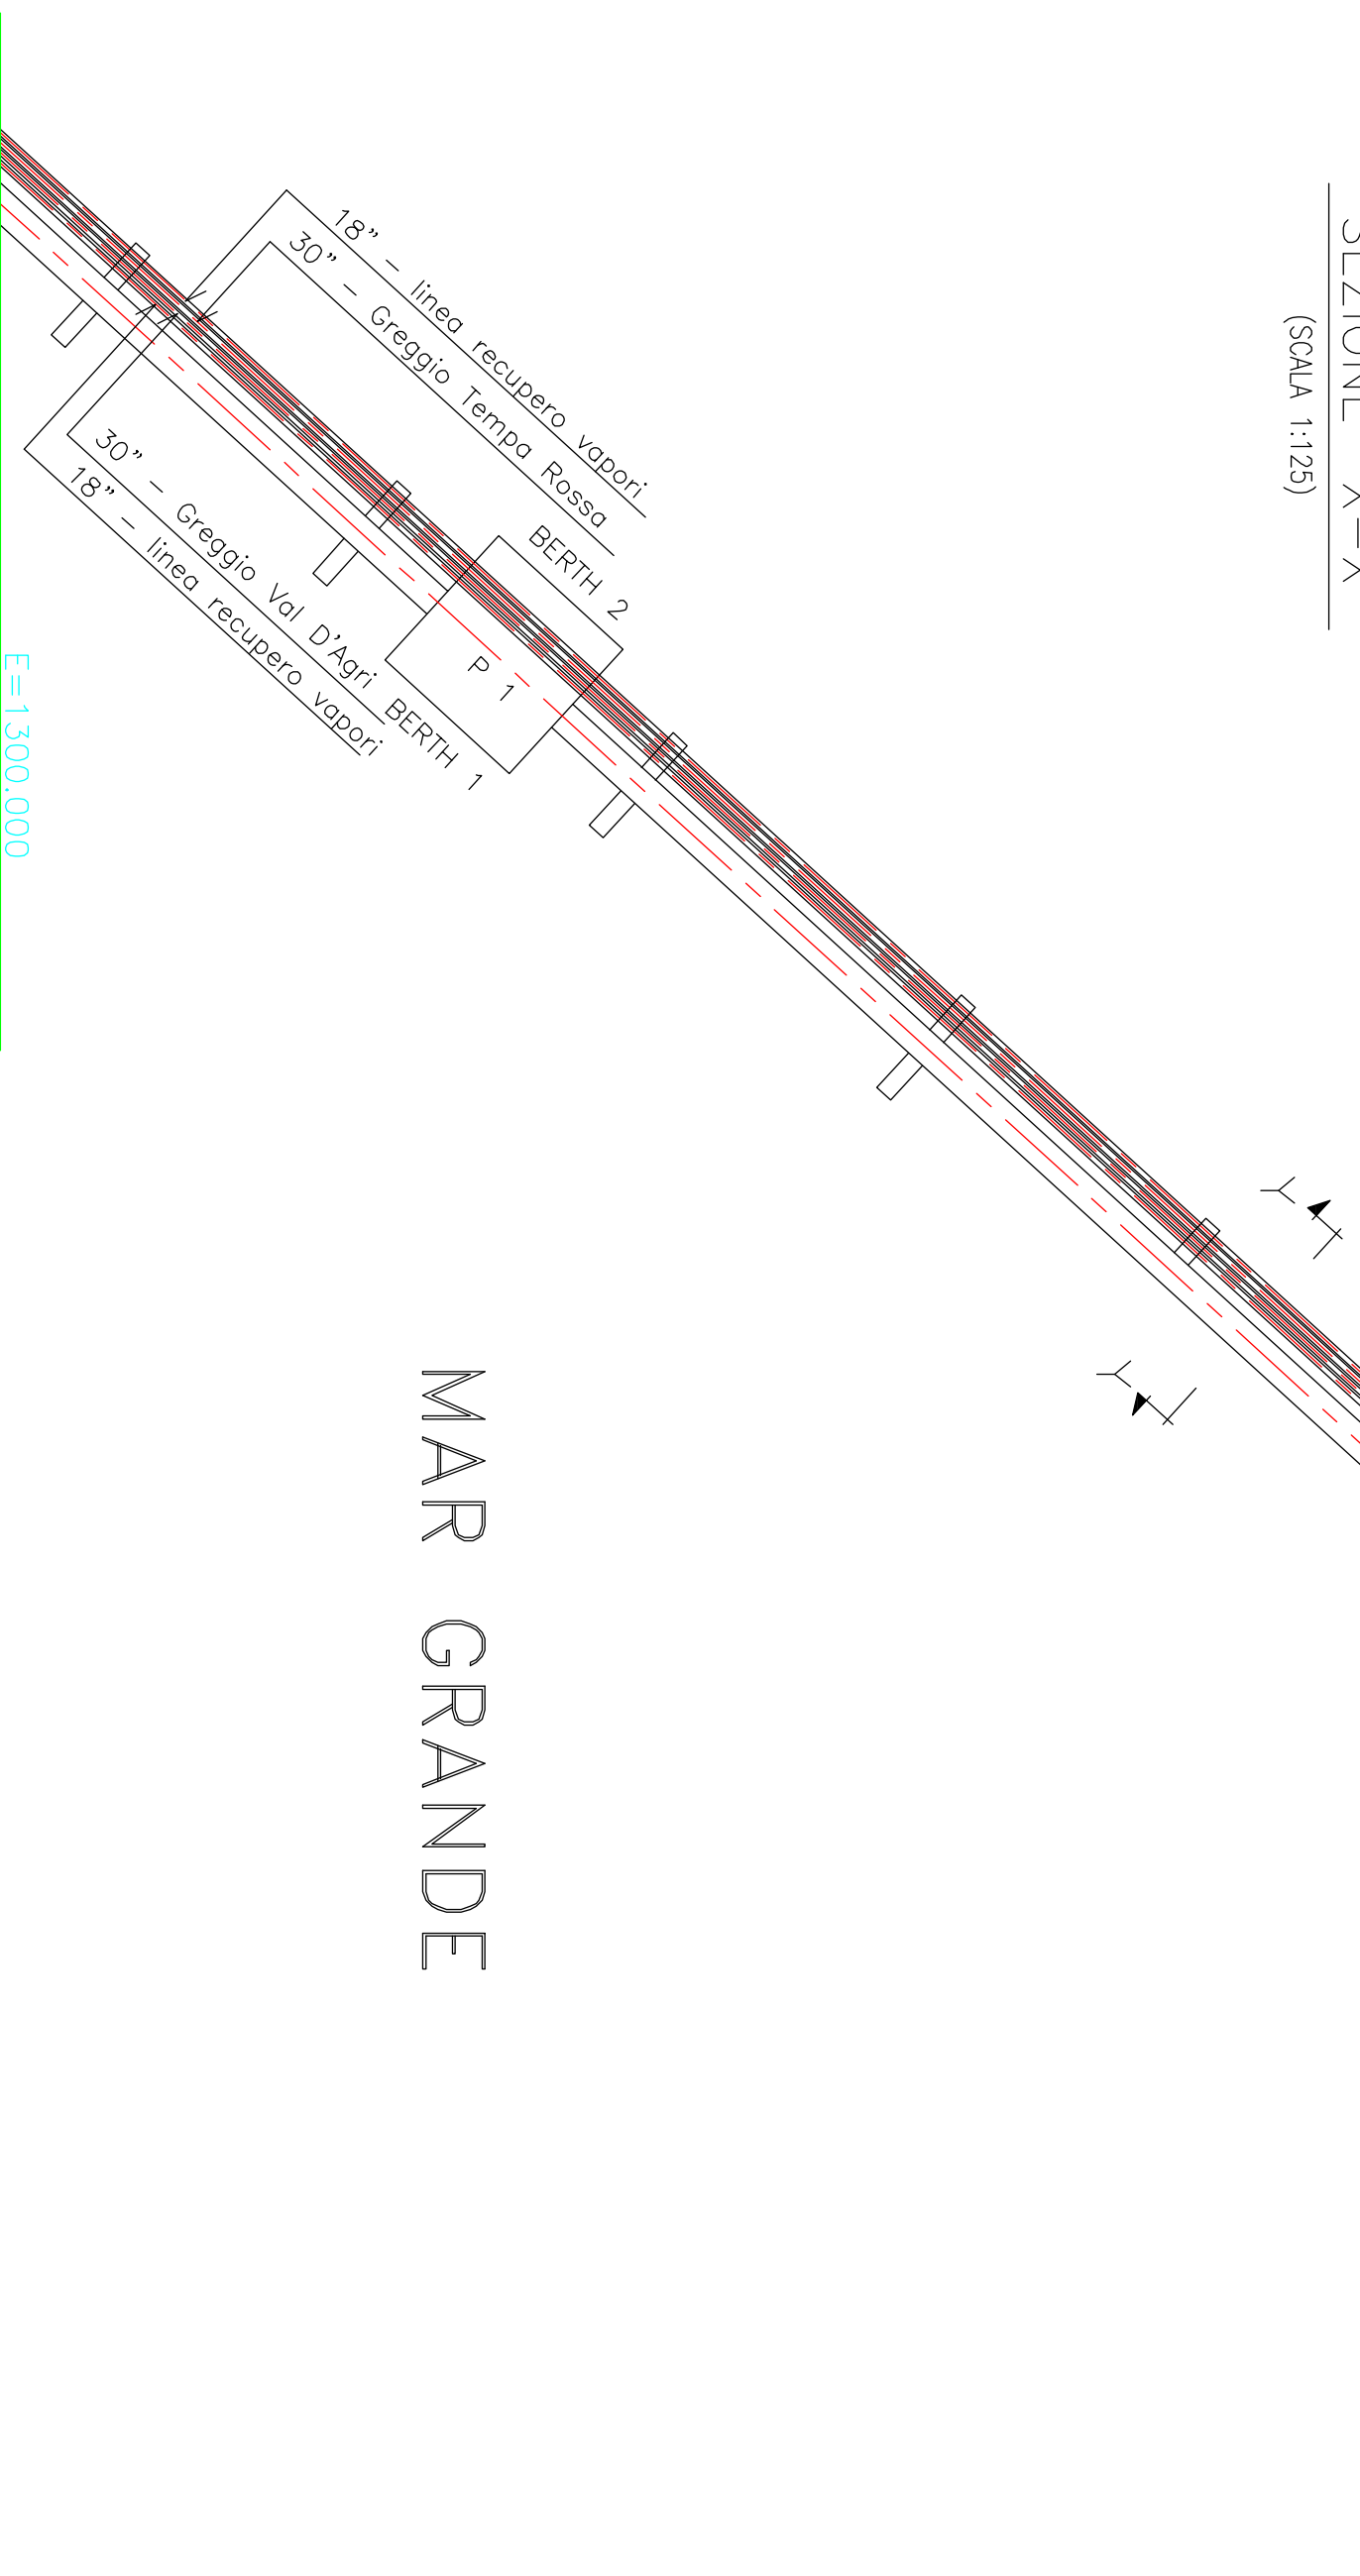 (SCALA 1:125)
18" - linea recupero vapori
30" - Greggio Tempa Rossa
BERTH 2
P 1
BERTH 1
30" - Greggio Val D'Agri
18" - linea recupero vapori
E=1300.000
Y
Y
MAR GRANDE